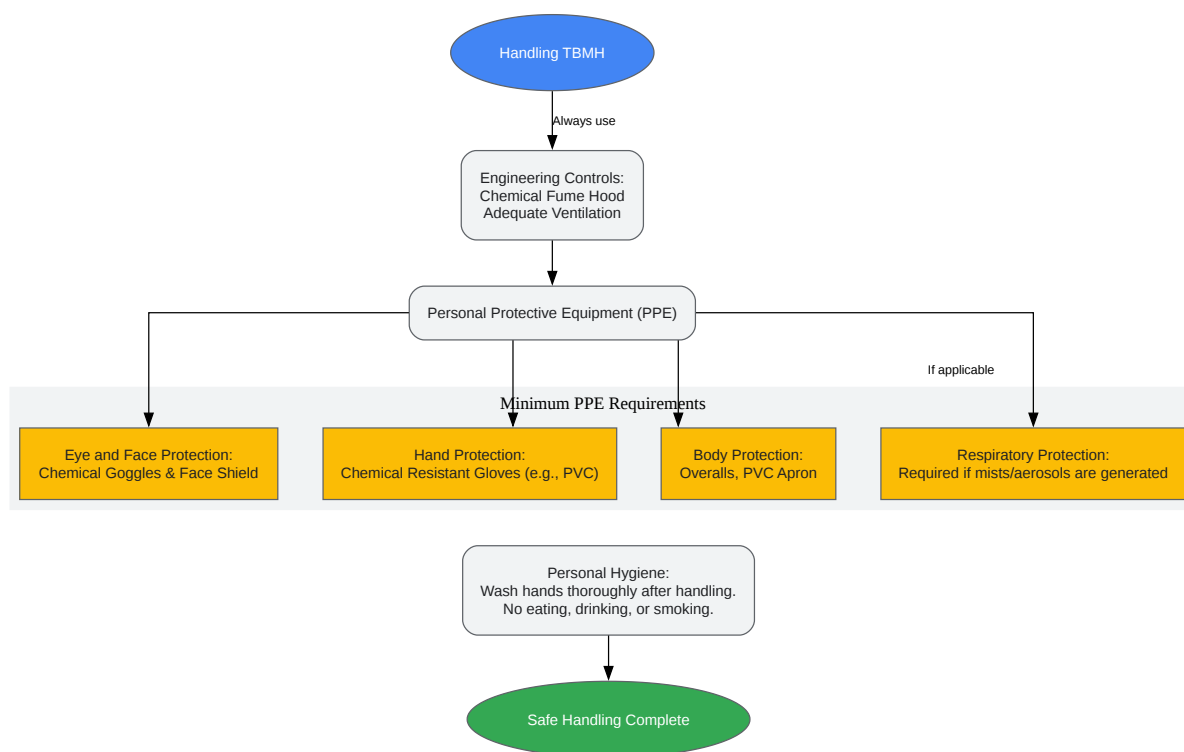 Handling TBMH
Always use
Engineering Controls:
Chemical Fume Hood
Adequate Ventilation
Personal Protective Equipment (PPE)
If applicable
Minimum PPE Requirements
Eye and Face Protection:
Chemical Goggles & Face Shield
Hand Protection:
Chemical Resistant Gloves (e.g., PVC)
Body Protection:
Overalls, PVC Apron
Respiratory Protection:
Required if mists/aerosols are generated
Personal Hygiene:
Wash hands thoroughly after handling.
No eating, drinking, or smoking.
Safe Handling Complete